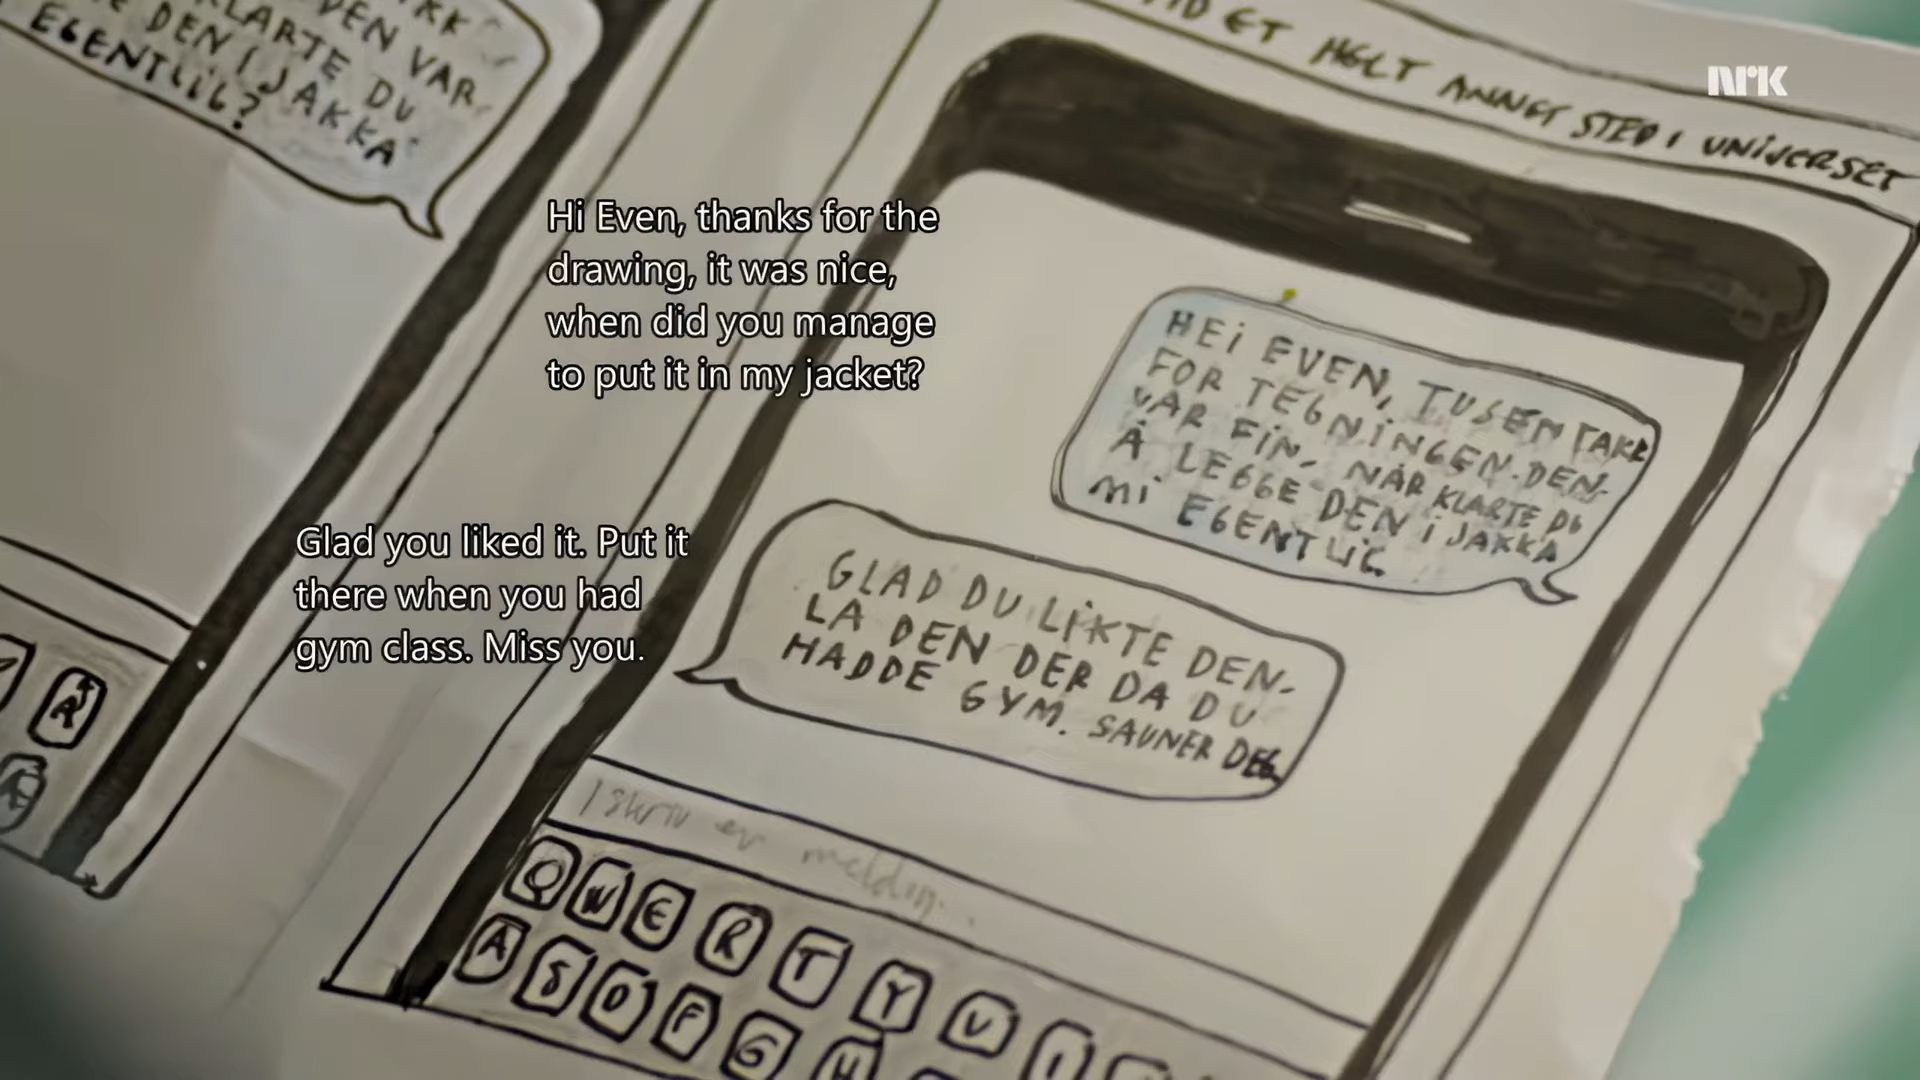 DEN VAR
KLARTE DU
DEN I JAKKA
EGENTLIG?
ET HELT ANNET STED I UNIVERSET
NRK
Hi Even, thanks for the
drawing, it was nice,
when did you manage
to put it in my jacket?
HEI EVEN, TUSEN TAKK
FOR TEGNINGEN. DEN
VAR FIN. NÅR KLARTE DU
Å LEGGE DEN I JAKKA
MI EGENTLIG
Glad you liked it. Put it
there when you had
gym class. Miss you.
GLAD DU LIKTE DEN.
LA DEN DER DA DU
HADDE GYM. SAVNER DEG
skriv en
Q W E R T Y U I
A S D F G H